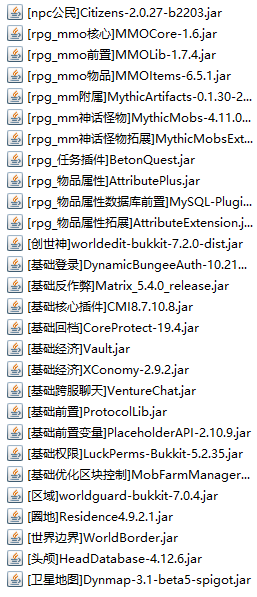 [npc公民]Citizens-2.0.27-b2203.jar
[rpg_mmo核心]MMOCore-1.6.jar
[rpg_mmo前置]MMOLib-1.7.4.jar
[rpg_mmo物品]MMOItems-6.5.1.jar
[rpg_mm附属]MythicArtifacts-0.1.30-2...
[rpg_mm神话怪物]MythicMobs-4.11.0...
[rpg_mm神话怪物拓展]MythicMobsExt...
[rpg_任务插件]BetonQuest.jar
[rpg_物品属性]AttributePlus.jar
[rpg_物品属性数据库前置]MySQL-Plugi...
[rpg_物品属性拓展]AttributeExtension.j...
[创世神]worldedit-bukkit-7.2.0-dist.jar
[基础登录]DynamicBungeeAuth-10.21...
[基础反作弊]Matrix_5.4.0_release.jar
[基础核心插件]CMI8.7.10.8.jar
[基础回档]CoreProtect-19.4.jar
[基础经济]Vault.jar
[基础经济]XConomy-2.9.2.jar
[基础跨服聊天]VentureChat.jar
[基础前置]ProtocolLib.jar
[基础前置变量]PlaceholderAPI-2.10.9.jar
[基础权限]LuckPerms-Bukkit-5.2.35.jar
[基础优化区块控制]MobFarmManager...
[区域]worldguard-bukkit-7.0.4.jar
[圈地]Residence4.9.2.1.jar
[世界边界]WorldBorder.jar
[头颅]HeadDatabase-4.12.6.jar
[卫星地图]Dynmap-3.1-beta5-spigot.jar